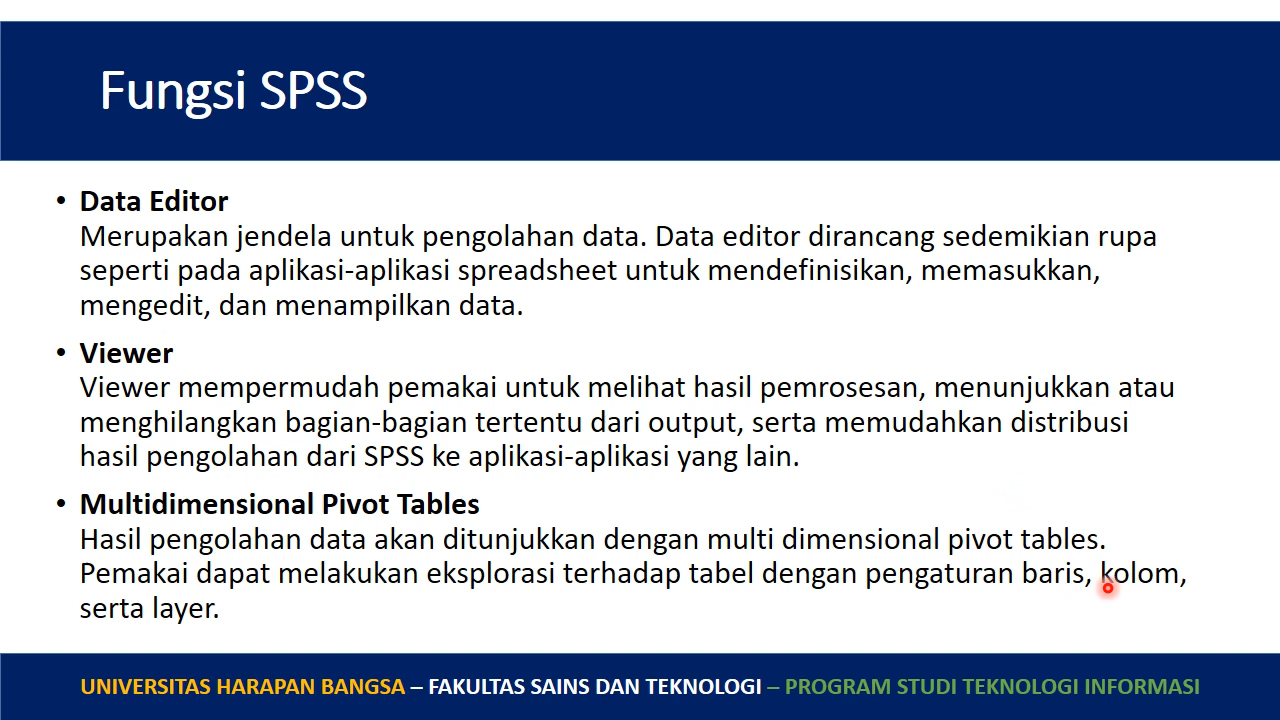 Fungsi SPSS
• Data Editor
Merupakan jendela untuk pengolahan data. Data editor dirancang sedemikian rupa
seperti pada aplikasi-aplikasi spreadsheet untuk mendefinisikan, memasukkan,
mengedit, dan menampilkan data.
• Viewer
Viewer mempermudah pemakai untuk melihat hasil pemrosesan, menunjukkan atau
menghilangkan bagian-bagian tertentu dari output, serta memudahkan distribusi
hasil pengolahan dari SPSS ke aplikasi-aplikasi yang lain.
• Multidimensional Pivot Tables
Hasil pengolahan data akan ditunjukkan dengan multi dimensional pivot tables.
Pemakai dapat melakukan eksplorasi terhadap tabel dengan pengaturan baris, kolom,
serta layer.
UNIVERSITAS HARAPAN BANGSA – FAKULTAS SAINS DAN TEKNOLOGI – PROGRAM STUDI TEKNOLOGI INFORMASI